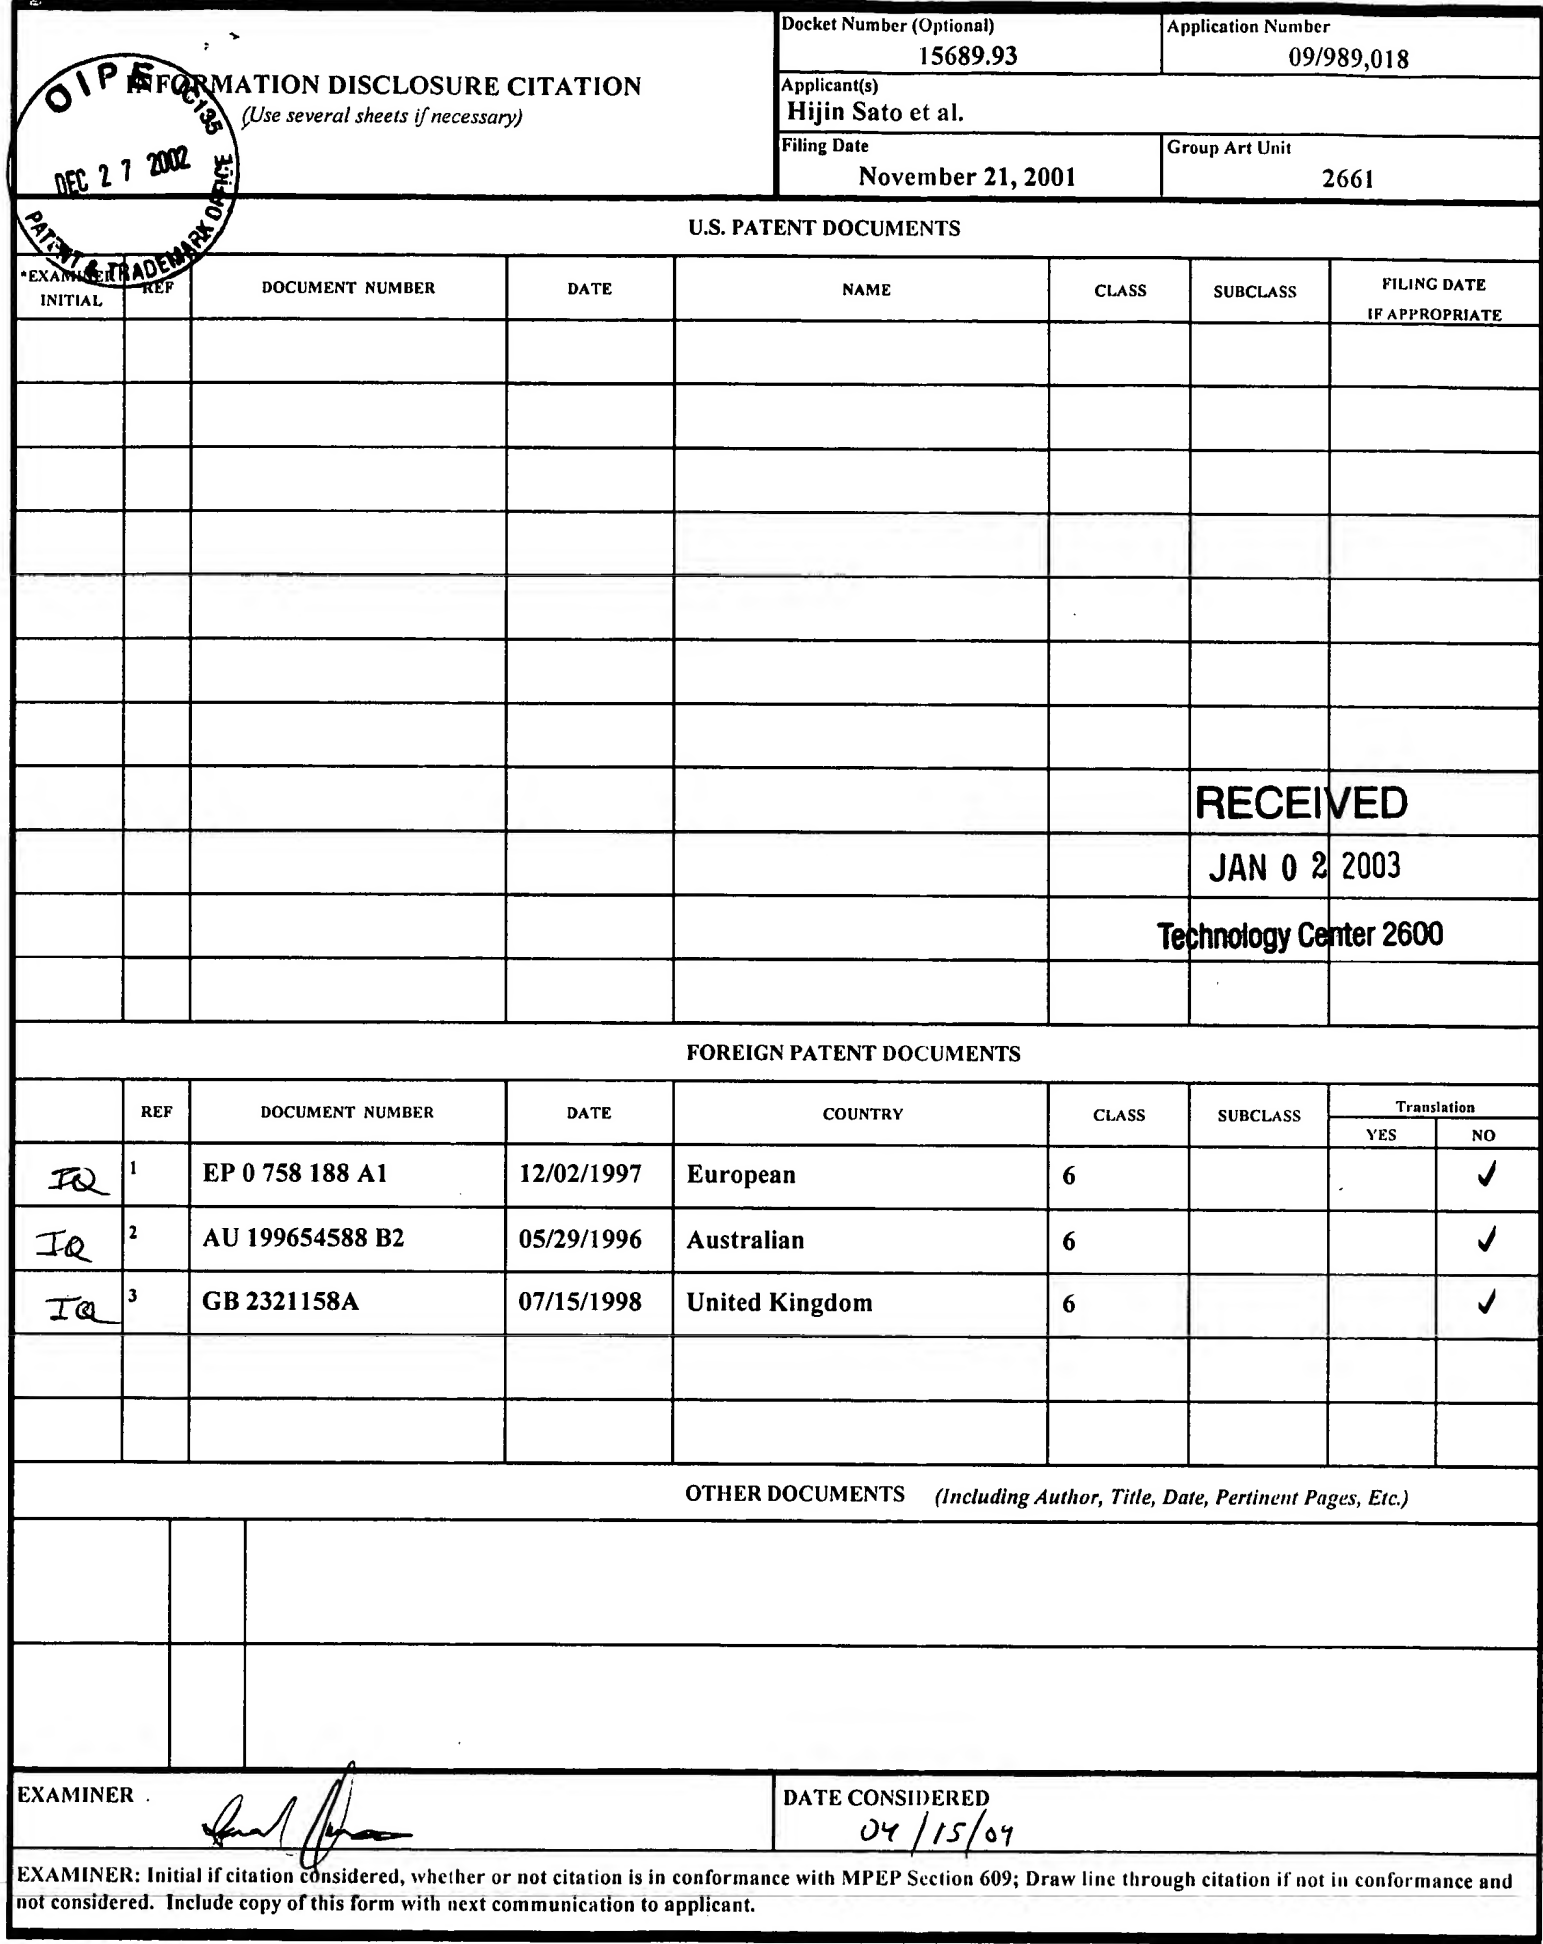 Docket Number (Optional)
15689.93
Application Number
09/989,018
INFORMATION DISCLOSURE CITATION
(Use several sheets if necessary)
Applicant(s)
Hijin Sato et al.
Filing Date
November 21, 2001
Group Art Unit
2661
OIPE JC135
DEC 27 2002
PATENT & TRADEMARK OFFICE
U.S. PATENT DOCUMENTS
*EXAMINER INITIAL REF DOCUMENT NUMBER DATE NAME CLASS SUBCLASS FILING DATE IF APPROPRIATE
RECEIVED
JAN 02 2003
Technology Center 2600
FOREIGN PATENT DOCUMENTS
REF DOCUMENT NUMBER DATE COUNTRY CLASS SUBCLASS Translation
YES NO
IQ 1 EP 0 758 188 A1 12/02/1997 European 6 ✓
IQ 2 AU 199654588 B2 05/29/1996 Australian 6 ✓
IQ 3 GB 2321158A 07/15/1998 United Kingdom 6 ✓
OTHER DOCUMENTS (Including Author, Title, Date, Pertinent Pages, Etc.)
EXAMINER
DATE CONSIDERED
04/15/04
EXAMINER: Initial if citation considered, whether or not citation is in conformance with MPEP Section 609; Draw line through citation if not in conformance and
not considered. Include copy of this form with next communication to applicant.